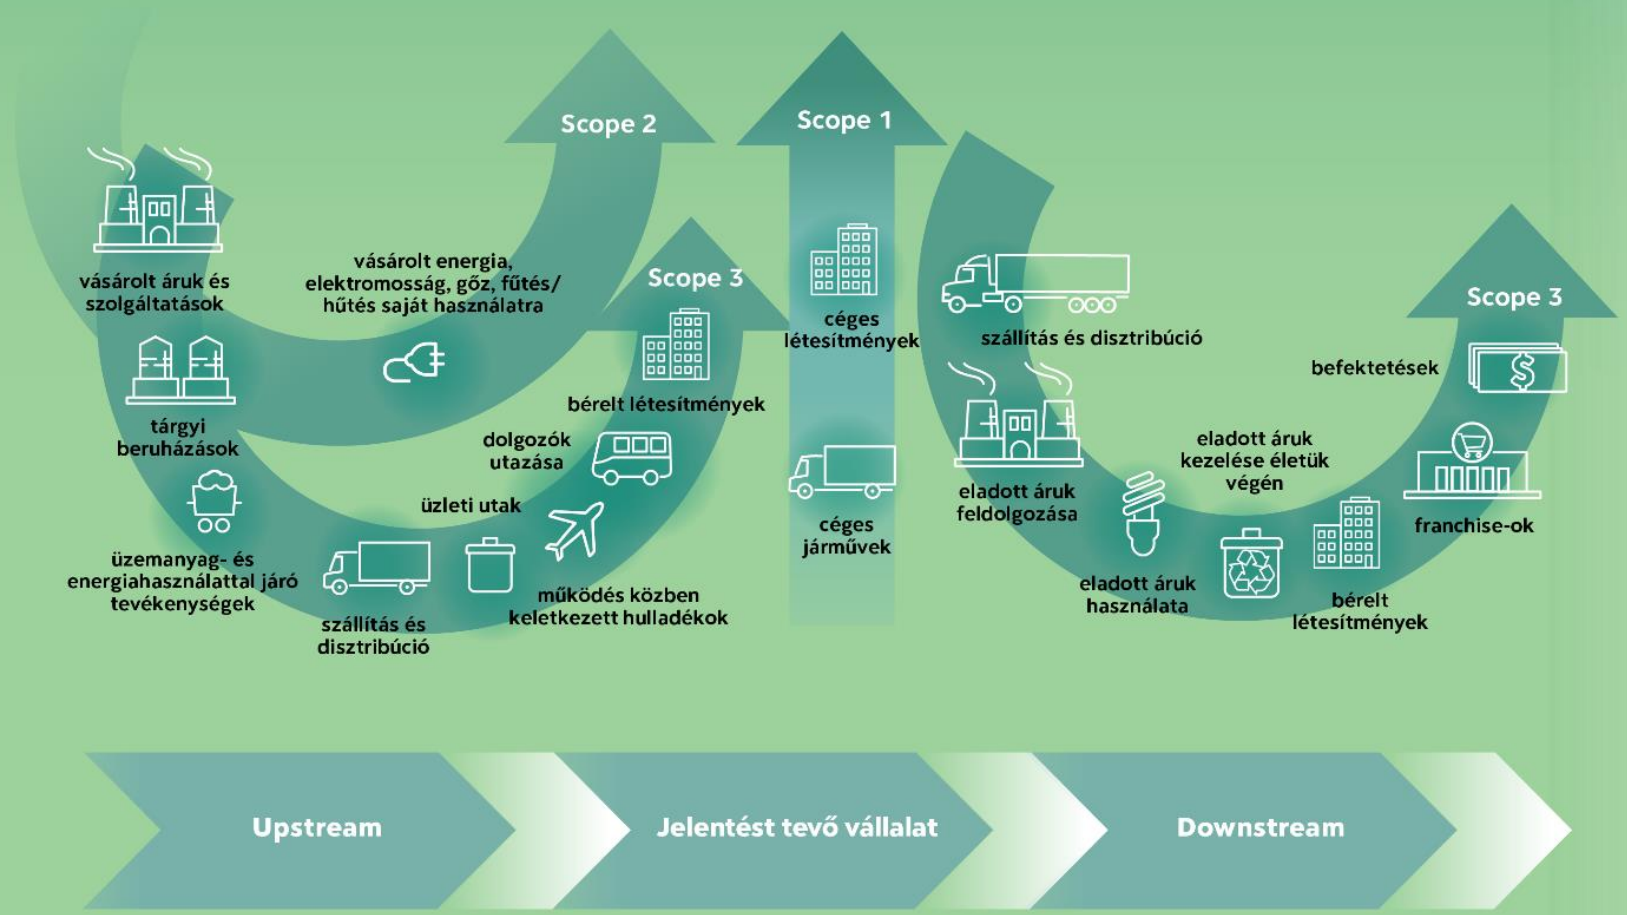 Scope 2
Scope 1
vásárolt áruk és
szolgáltatások
vásárolt energia,
elektromosság, gőz, fűtés/
hűtés saját használatra
Scope 3
céges
létesítmények
szállítás és disztribúció
Scope 3
befektetések
tárgyi
beruházások
bérelt létesítmények
dolgozók
utazása
üzleti utak
eladott áruk
kezelése életük
végén
eladott áruk
feldolgozása
franchise-ok
céges
járművek
üzemanyag- és
energiahasználattal járó
tevékenységek
szállítás és
disztribúció
működés közben
keletkezett hulladékok
eladott áruk
használata
bérelt
létesítmények
Upstream
Jelentést tevő vállalat
Downstream